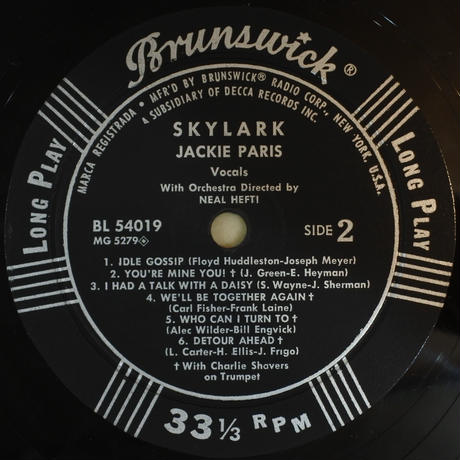 Brunswick®
MARCA REGISTRADA • MFR'D BY BRUNSWICK® RADIO CORP., NEW YORK, U.S.A.
A SUBSIDIARY OF DECCA RECORDS INC.
LONG PLAY
LONG PLAY
SKYLARK
JACKIE PARIS
Vocals
With Orchestra Directed by
NEAL HEFTI
BL 54019
MG 5279
SIDE 2
1. IDLE GOSSIP (Floyd Huddleston-Joseph Meyer)
2. YOU'RE MINE YOU! † (J. Green-E. Heyman)
3. I HAD A TALK WITH A DAISY (S. Wayne-J. Sherman)
4. WE'LL BE TOGETHER AGAIN †
(Carl Fisher-Frank Laine)
5. WHO CAN I TURN TO †
(Alec Wilder-Bill Engvick)
6. DETOUR AHEAD †
(L. Carter-H. Ellis-J. Frigo)
† With Charlie Shavers
on Trumpet
33 1/3 RPM